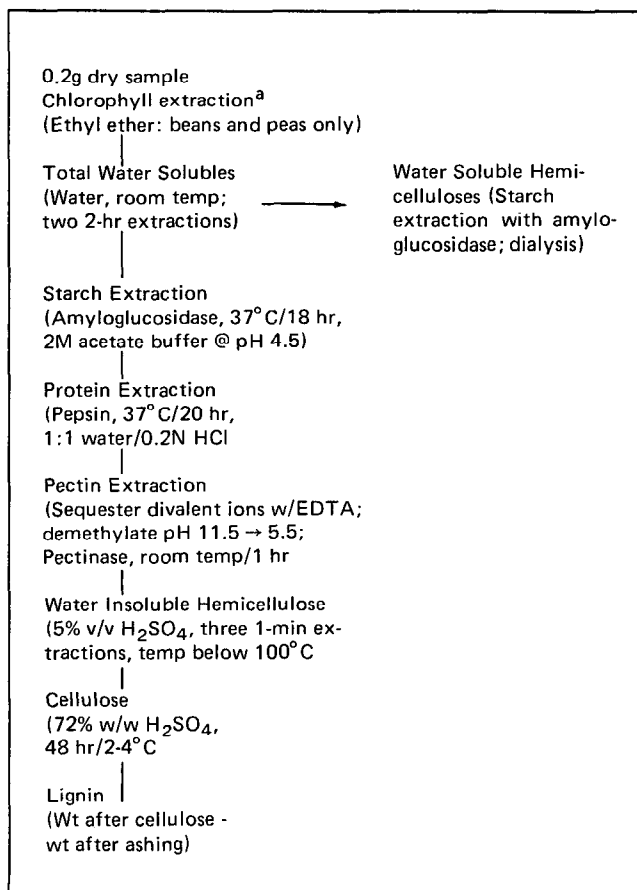 0.2g dry sample
Chlorophyll extractionᵃ
(Ethyl ether: beans and peas only)
Total Water Solubles
(Water, room temp;
two 2-hr extractions)
Water Soluble Hemi-
celluloses (Starch
extraction with amylo-
glucosidase; dialysis)
Starch Extraction
(Amyloglucosidase, 37°C/18 hr,
2M acetate buffer @ pH 4.5)
Protein Extraction
(Pepsin, 37°C/20 hr,
1:1 water/0.2N HCl
Pectin Extraction
(Sequester divalent ions w/EDTA;
demethylate pH 11.5 → 5.5;
Pectinase, room temp/1 hr
Water Insoluble Hemicellulose
(5% v/v H₂SO₄, three 1-min ex-
tractions, temp below 100°C
Cellulose
(72% w/w H₂SO₄,
48 hr/2-4°C
Lignin
(Wt after cellulose -
wt after ashing)